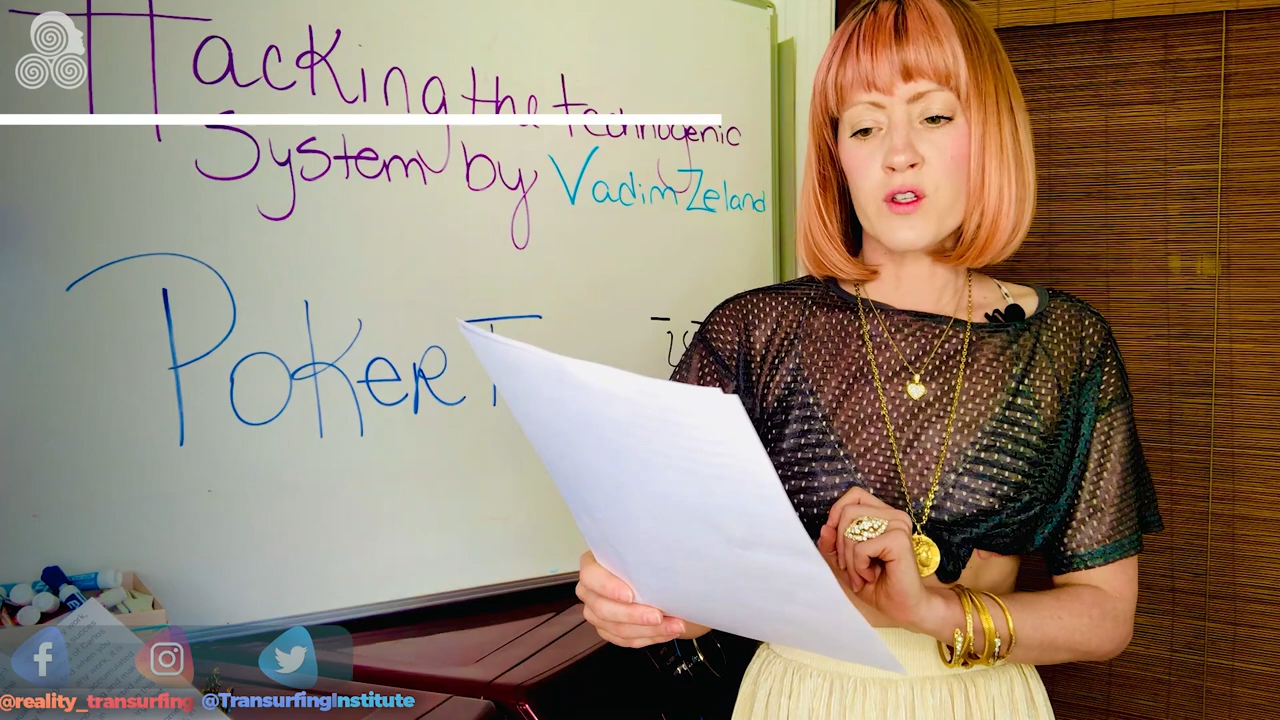 Hacking the technogenic
System by Vadim Zeland
Poker
@reality_transurfing @TransurfingInstitute